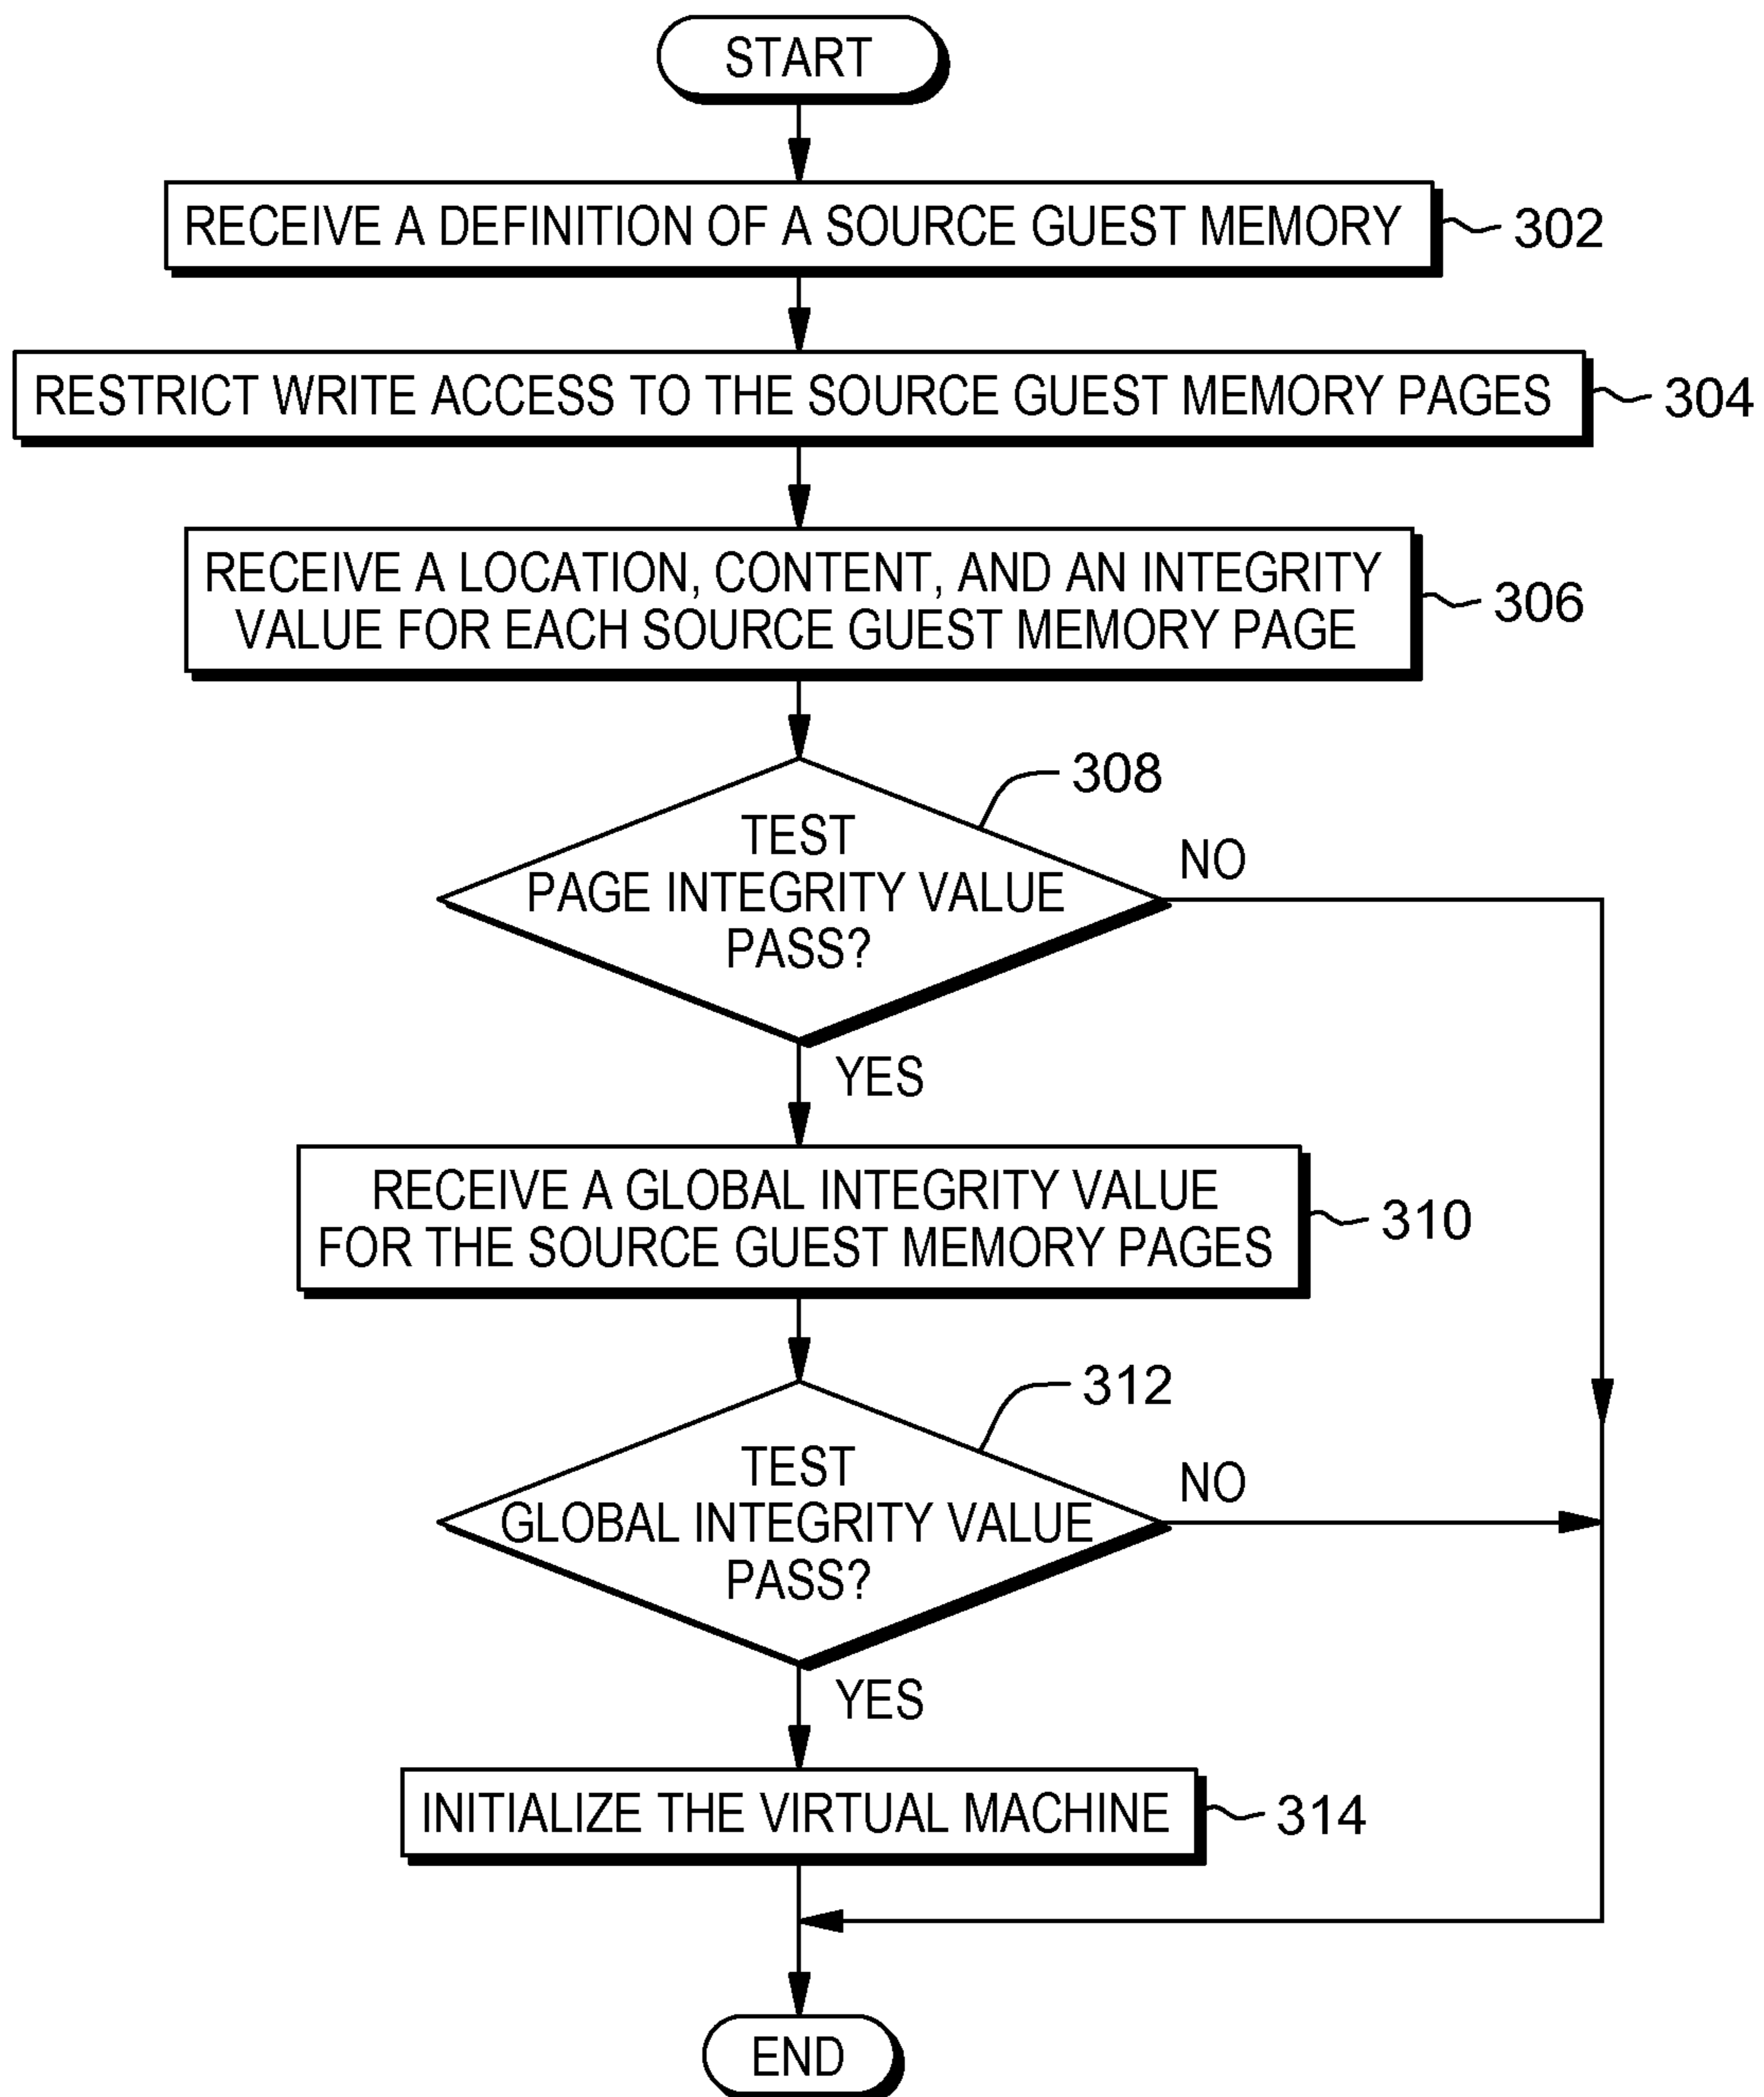 START
RECEIVE A DEFINITION OF A SOURCE GUEST MEMORY
302
RESTRICT WRITE ACCESS TO THE SOURCE GUEST MEMORY PAGES
304
RECEIVE A LOCATION, CONTENT, AND AN INTEGRITY
VALUE FOR EACH SOURCE GUEST MEMORY PAGE
306
308
TEST
PAGE INTEGRITY VALUE
PASS?
NO
YES
RECEIVE A GLOBAL INTEGRITY VALUE
FOR THE SOURCE GUEST MEMORY PAGES
310
312
TEST
GLOBAL INTEGRITY VALUE
PASS?
NO
YES
INITIALIZE THE VIRTUAL MACHINE
314
END